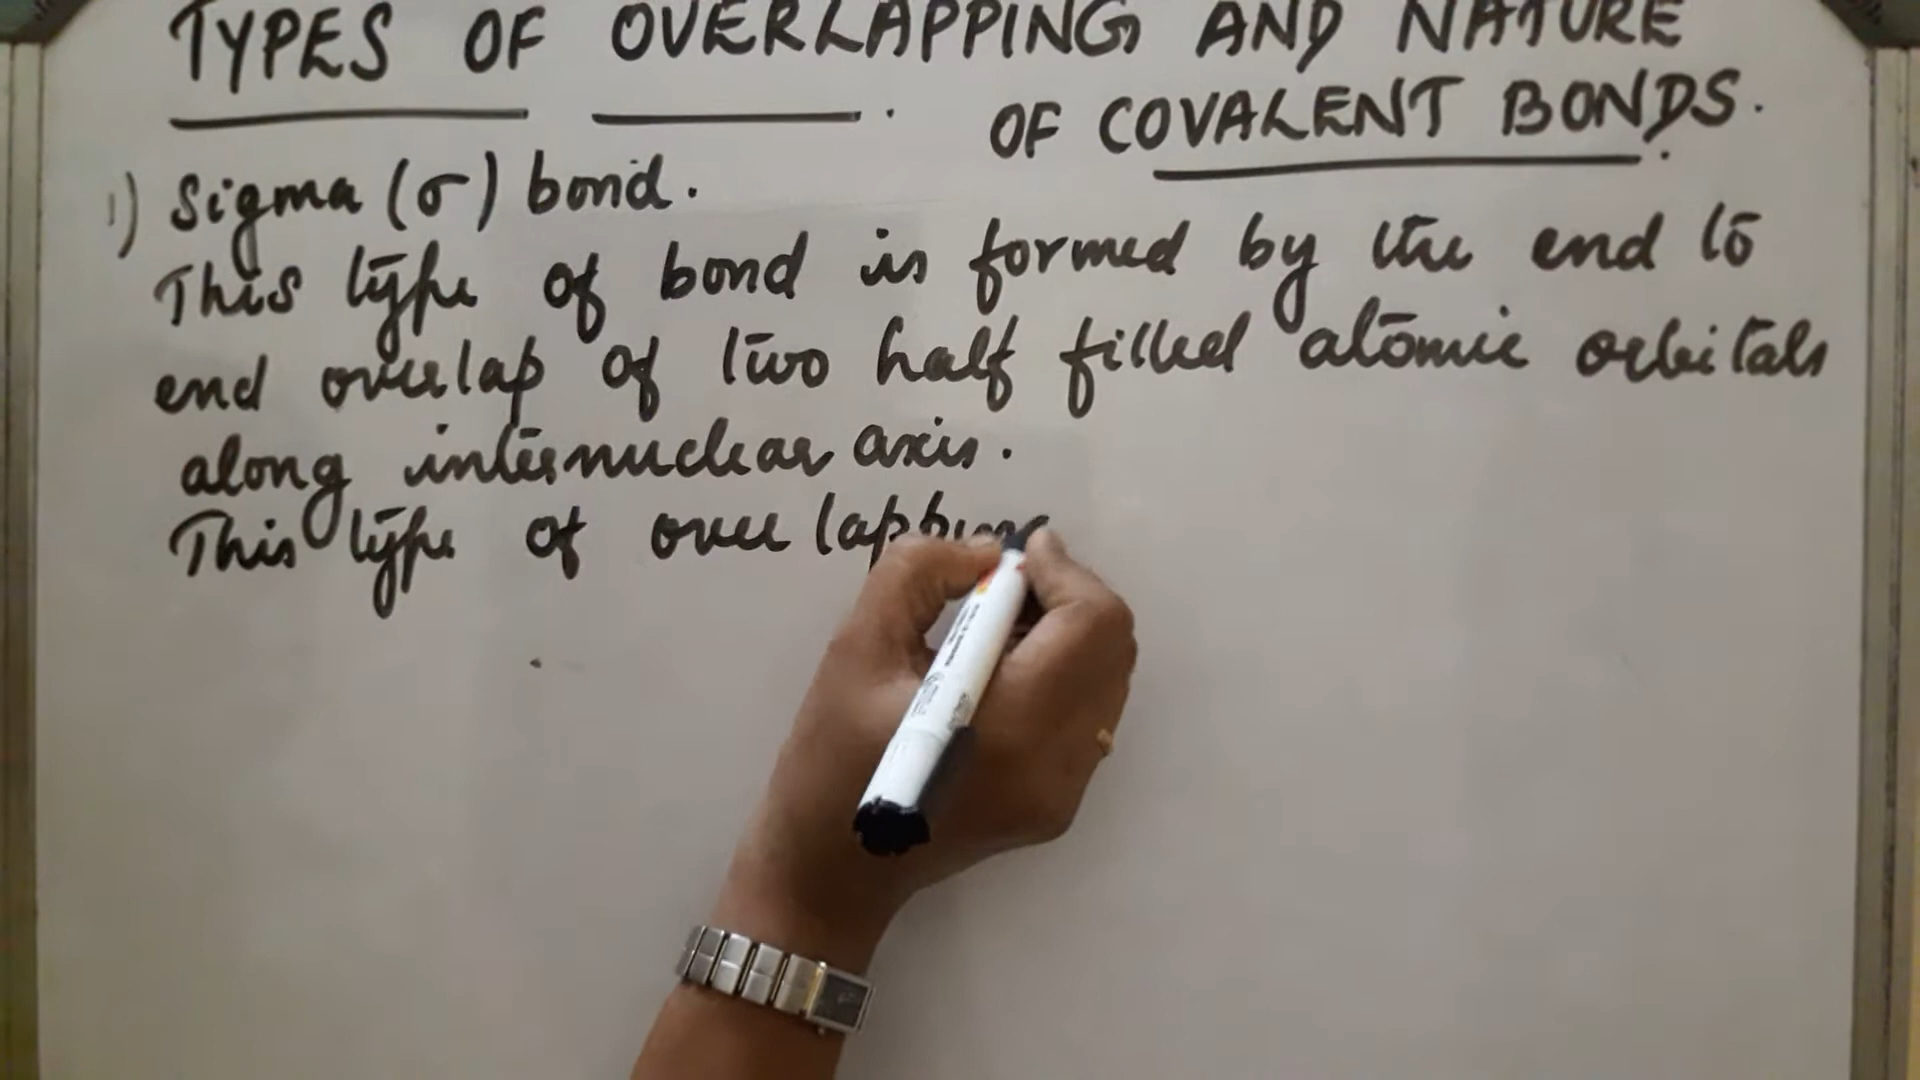 TYPES OF OVERLAPPING AND NATURE
OF COVALENT BONDS.
1) Sigma (σ) bond.
This type of bond is formed by the end to
end overlap of two half filled atomic orbitals
along internuclear axis.
This type of overlapping